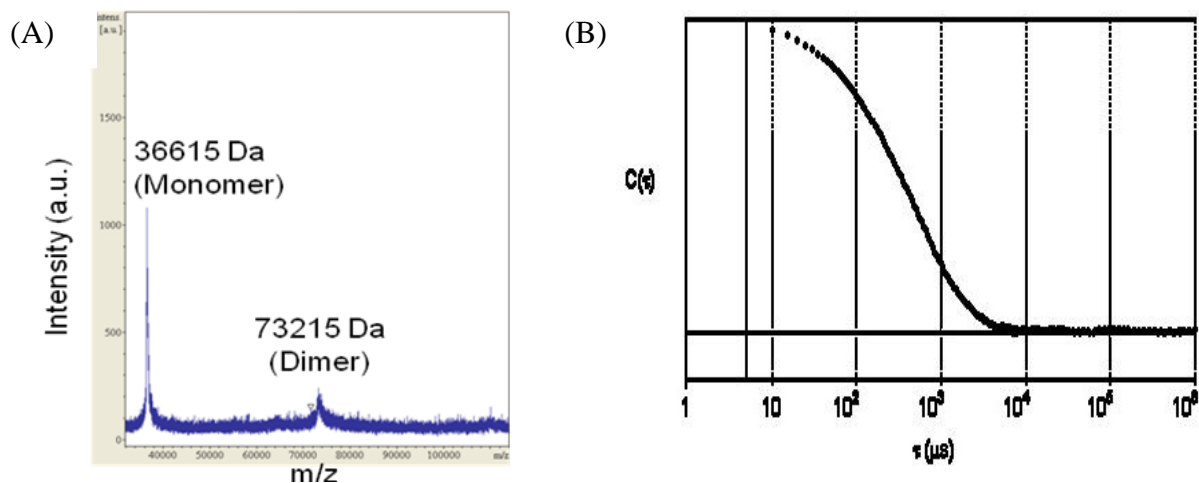 (A)
Intens.
[a.u.]
1500
1000
500
0
Intensity (a.u.)
36615 Da
(Monomer)
73215 Da
(Dimer)
40000 50000 60000 70000 80000 90000 100000 m/z
m/z
(B)
C(τ)
1 10 10² 10³ 10⁴ 10⁵ 10⁶
τ (µs)